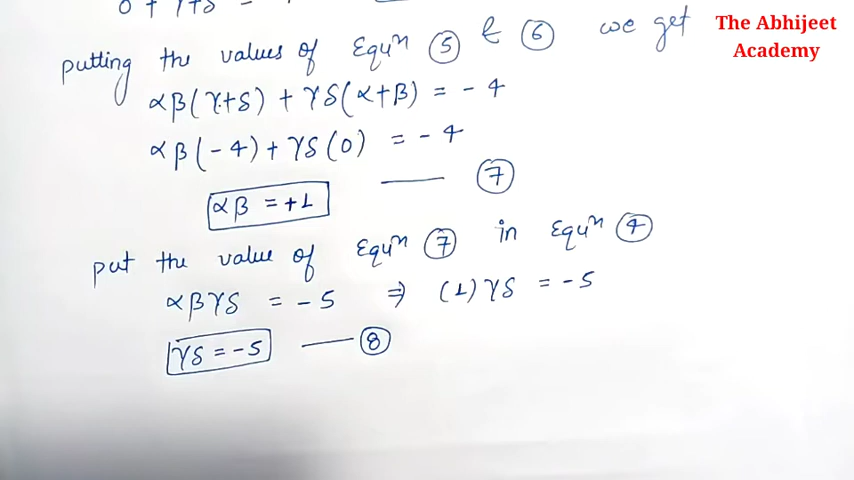 0 + γ+δ =
putting the values of Equⁿ ⑤ & ⑥ we get
The Abhijeet
Academy
αβ(γ+δ) + γδ(α+β) = -4
αβ(-4) + γδ(0) = -4
αβ = +1 —— ⑦
put the value of Equⁿ ⑦ in Equⁿ ④
αβγδ = -5 ⇒ (1)γδ = -5
γδ = -5 —— ⑧